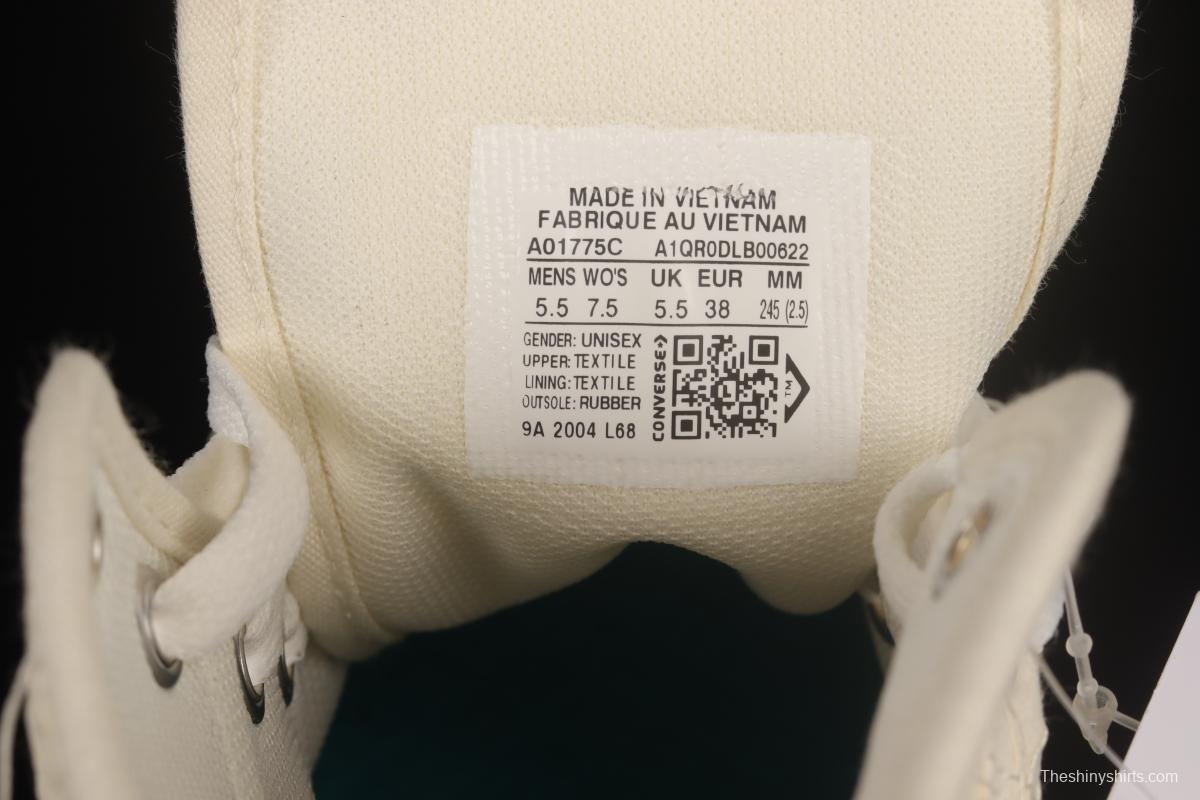 MADE IN VIETNAM
FABRIQUE AU VIETNAM
A01775C A1QR0DLB00622
MENS WO'S UK EUR MM
5.5 7.5 5.5 38 245 (2.5)
GENDER: UNISEX
UPPER: TEXTILE
LINING: TEXTILE
OUTSOLE: RUBBER
9A 2004 L68
CONVERSE
TM
Theshinyshirts.com